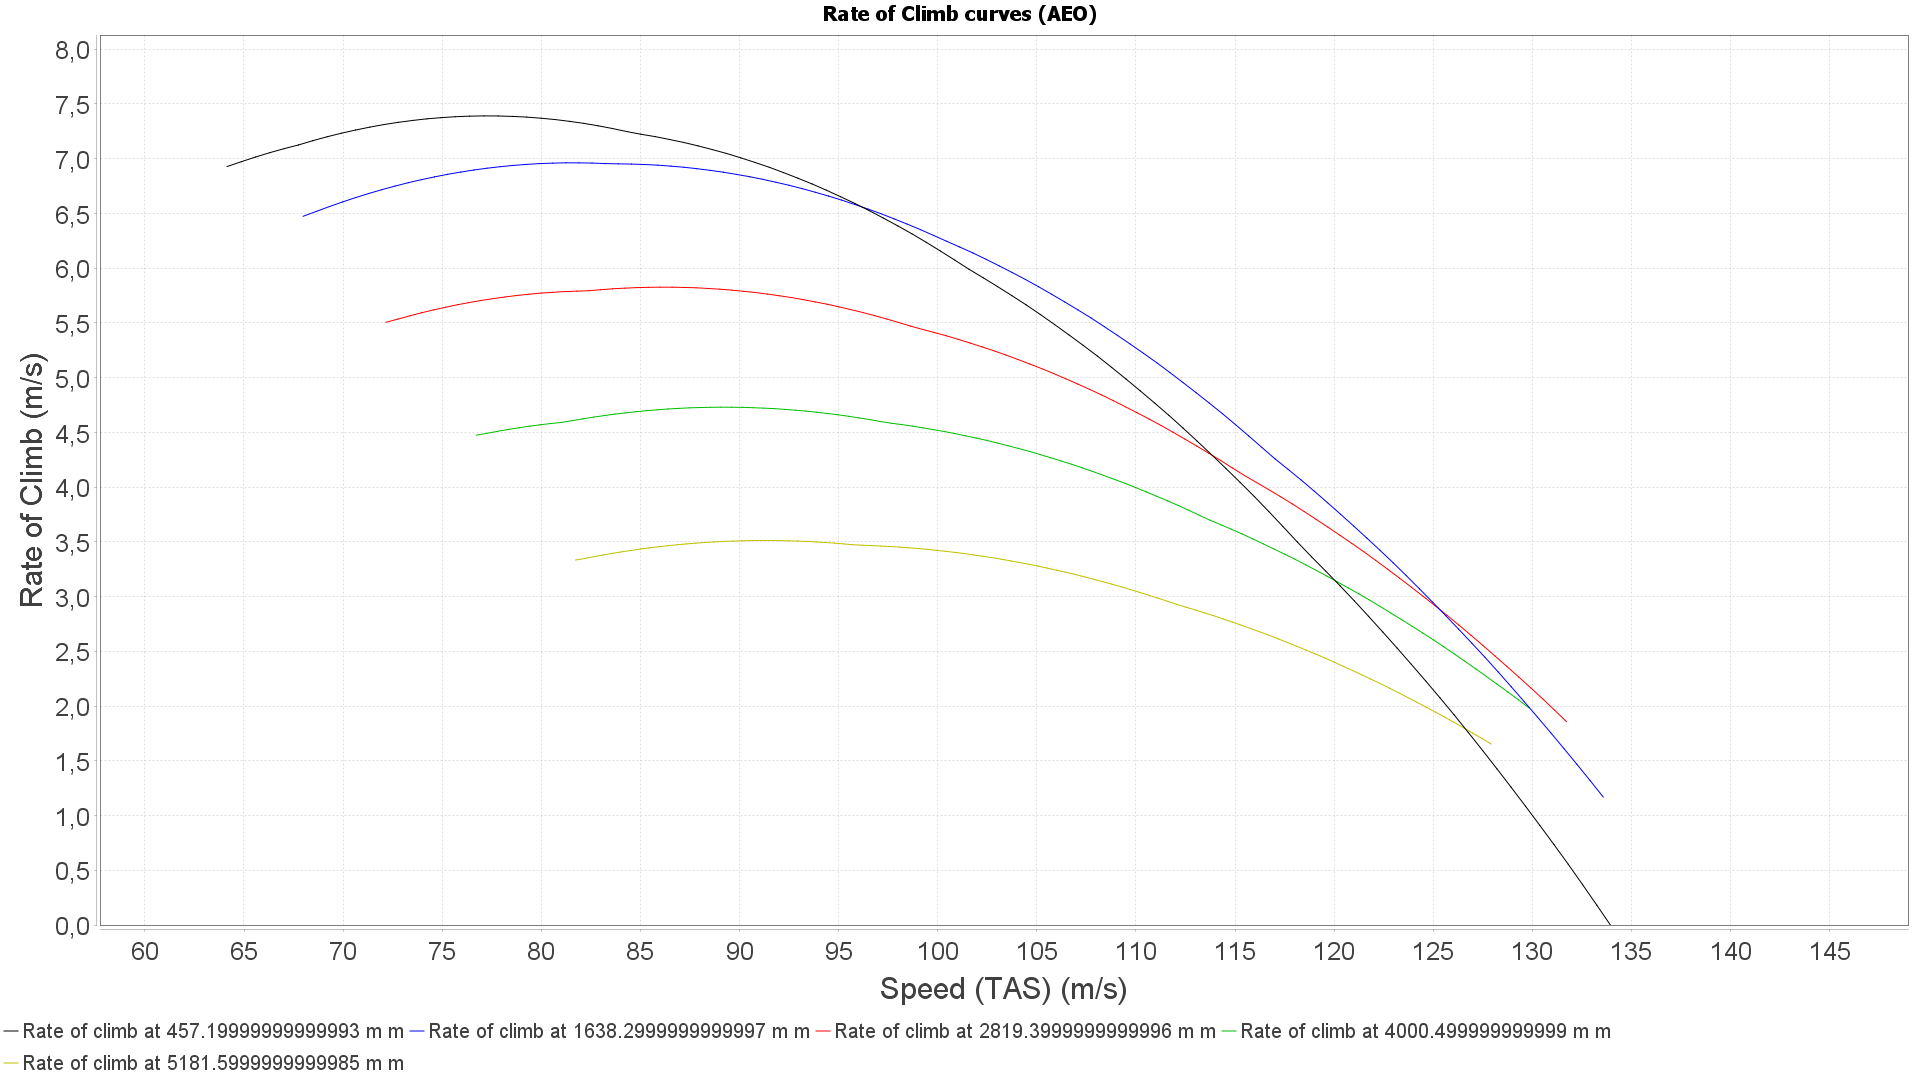 Rate of Climb curves (AEO)
8,0
7,5
7,0
6,5
6,0
5,5
5,0
4,5
4,0
3,5
3,0
2,5
2,0
1,5
1,0
0,5
0,0
Rate of Climb (m/s)
60 65 70 75 80 85 90 95 100 105 110 115 120 125 130 135 140 145
Speed (TAS) (m/s)
Rate of climb at 457.19999999999993 m m Rate of climb at 1638.2999999999997 m m Rate of climb at 2819.3999999999996 m m Rate of climb at 4000.499999999999 m m
Rate of climb at 5181.5999999999985 m m